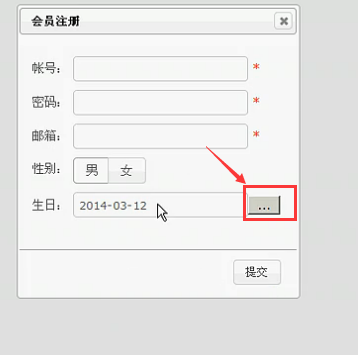 会员注册
帐号： *
密码： *
邮箱： *
性别： 男 女
生日： 2014-03-12 ...
提交